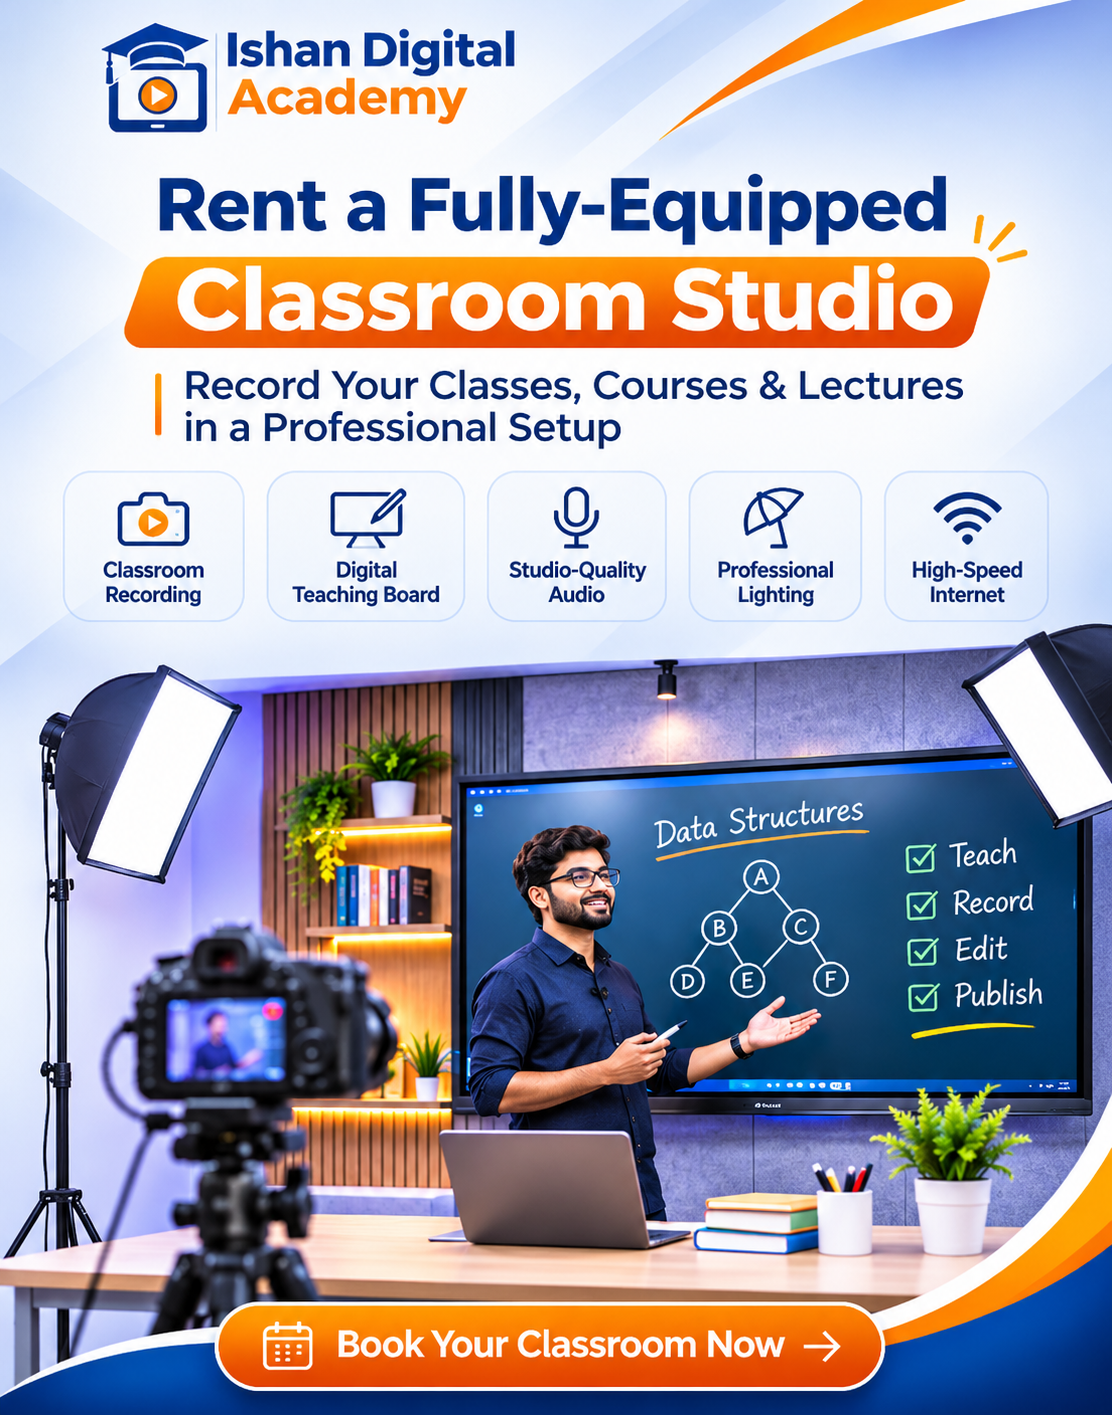 Ishan Digital
Academy
Rent a Fully-Equipped
Classroom Studio
Record Your Classes, Courses & Lectures
in a Professional Setup
Classroom
Recording
Digital
Teaching Board
Studio-Quality
Audio
Professional
Lighting
High-Speed
Internet
Data Structures
A
B
C
D
E
F
Teach
Record
Edit
Publish
Book Your Classroom Now